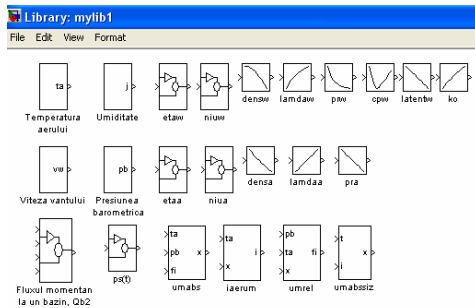 Library: mylib1
File Edit View Format
ta j
densw lamdaw prw cpw latentw ko
Temperatura aerului Umiditate etaw niuw
vw pb
densa lamdaa pra
Viteza vantului Presiunea barometrica etaa niua
ta pb fi x
ta x i
pb ta x fi
t i x
ps(t) umabs iaerum umrel umabssiz
Fluxul momentan
la un bazin, Qb2